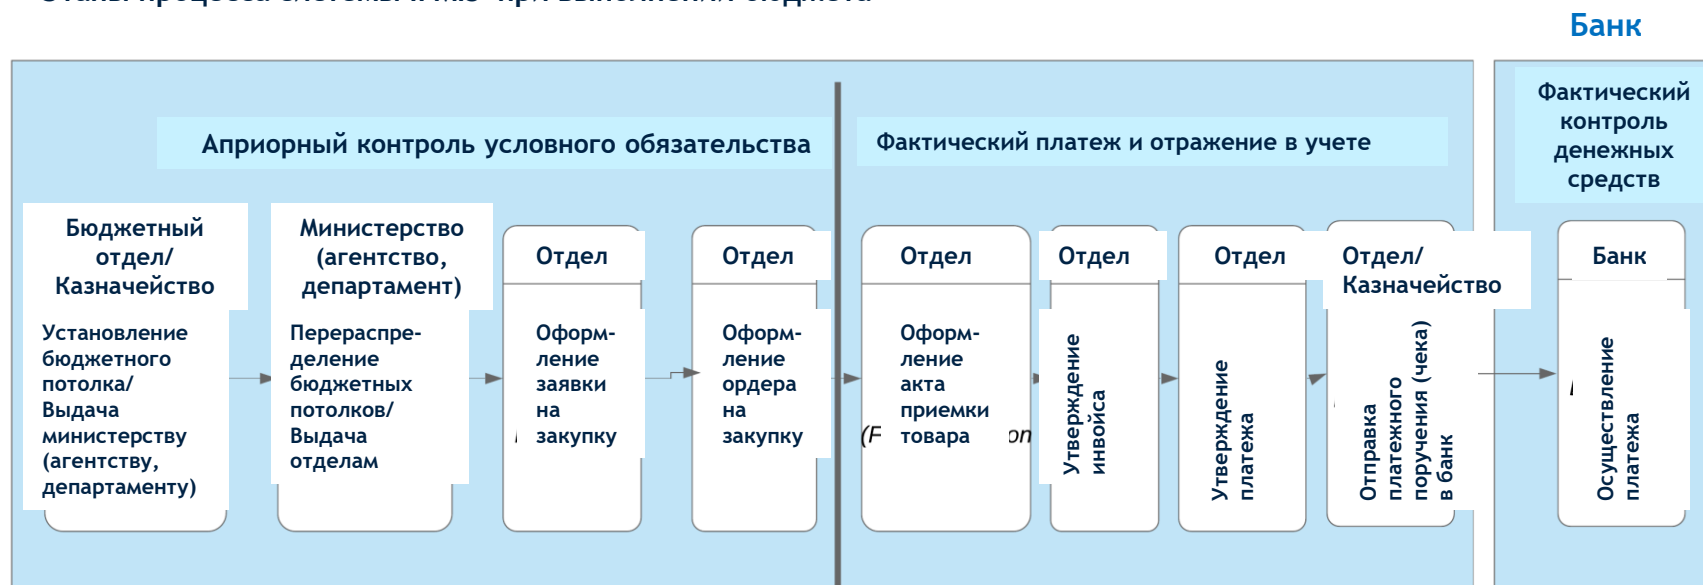 Банк
Фактический
контроль
денежных
средств
Априорный контроль условного обязательства
Фактический платеж и отражение в учете
Бюджетный
отдел/
Казначейство
Министерство
(агентство,
департамент)
Отдел
Отдел
Отдел
Отдел
Отдел
Отдел/
Казначейство
Банк
Установление
бюджетного
потолка/
Выдача
министерству
(агентству,
департаменту)
Перераспре-
деление
бюджетных
потолков/
Выдача
отделам
Оформ-
ление
заявки
на
закупку
Оформ-
ление
ордера
на
закупку
Оформ-
ление
акта
приемки
товара
Утверждение
инвойса
Утверждение
платежа
Отправка
платежного
поручения (чека)
в банк
Осуществление
платежа